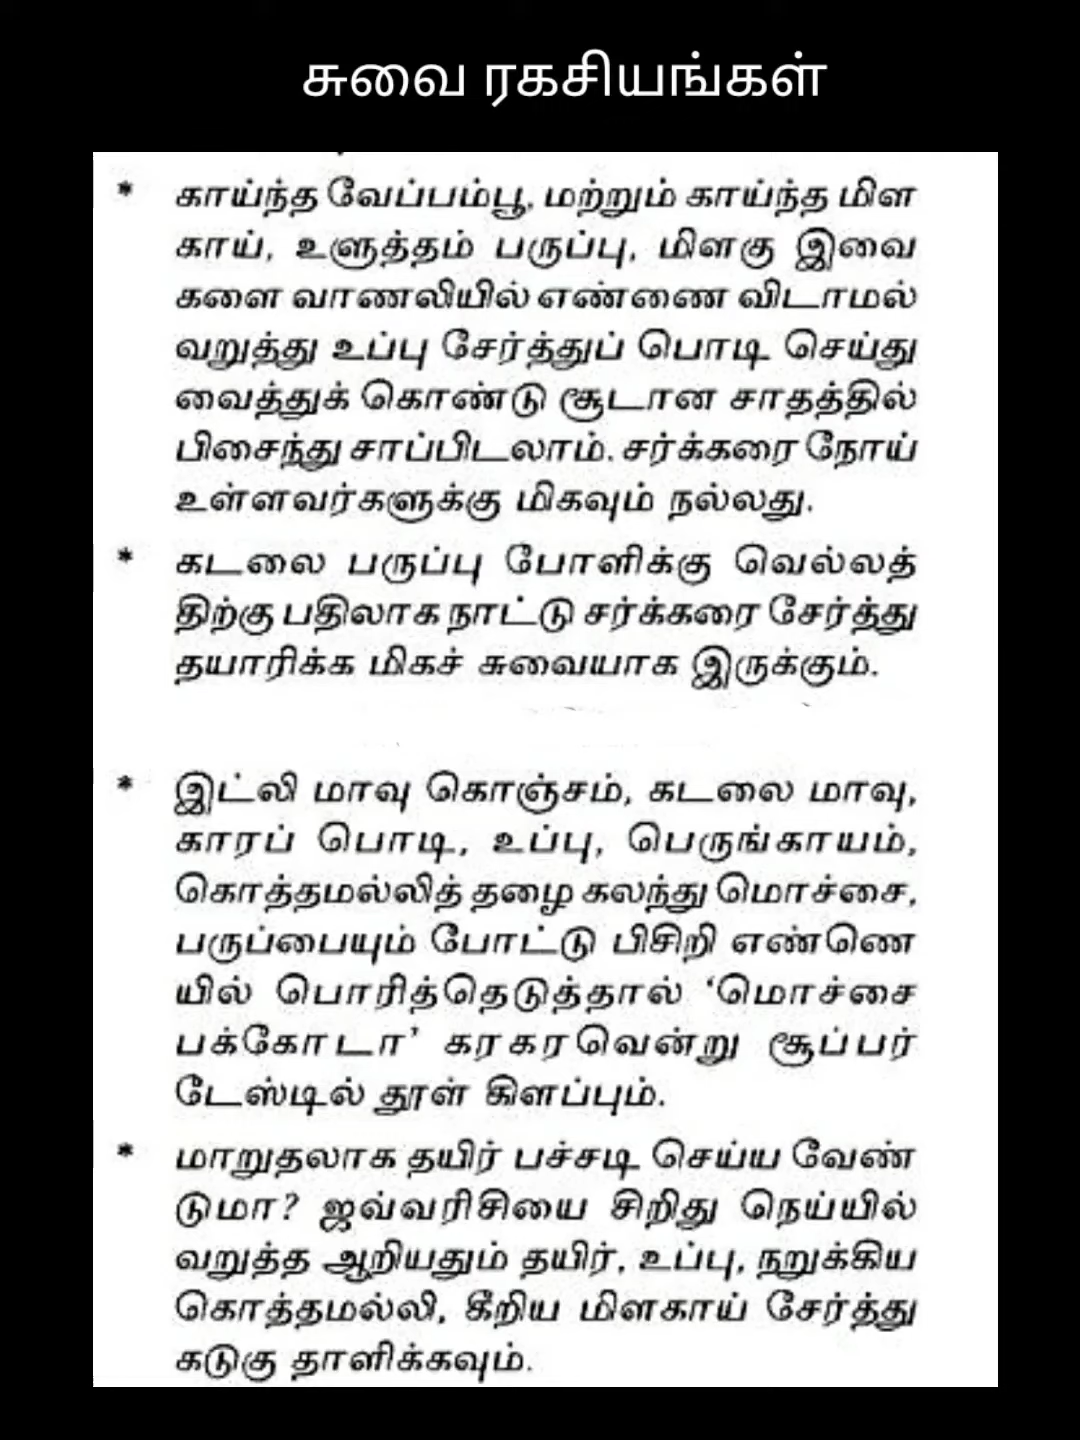 சுவை ரகசியங்கள்
* காய்ந்த வேப்பம்பூ, மற்றும் காய்ந்த மிள
காய், உளுத்தம் பருப்பு, மிளகு இவை
களை வாணலியில் எண்ணை விடாமல்
வறுத்து உப்பு சேர்த்துப் பொடி செய்து
வைத்துக் கொண்டு சூடான சாதத்தில்
பிசைந்து சாப்பிடலாம். சர்க்கரை நோய்
உள்ளவர்களுக்கு மிகவும் நல்லது.
* கடலை பருப்பு போளிக்கு வெல்லத்
திற்கு பதிலாக நாட்டு சர்க்கரை சேர்த்து
தயாரிக்க மிகச் சுவையாக இருக்கும்.
* இட்லி மாவு கொஞ்சம், கடலை மாவு,
காரப் பொடி, உப்பு, பெருங்காயம்,
கொத்தமல்லித் தழை கலந்து மொச்சை,
பருப்பையும் போட்டு பிசிறி எண்ணெ
யில் பொரித்தெடுத்தால் ‘மொச்சை
பக்கோடா’ கரகரவென்று சூப்பர்
டேஸ்டில் தூள் கிளப்பும்.
* மாறுதலாக தயிர் பச்சடி செய்ய வேண்
டுமா? ஜவ்வரிசியை சிறிது நெய்யில்
வறுத்த ஆறியதும் தயிர், உப்பு, நறுக்கிய
கொத்தமல்லி, கீறிய மிளகாய் சேர்த்து
கடுகு தாளிக்கவும்.